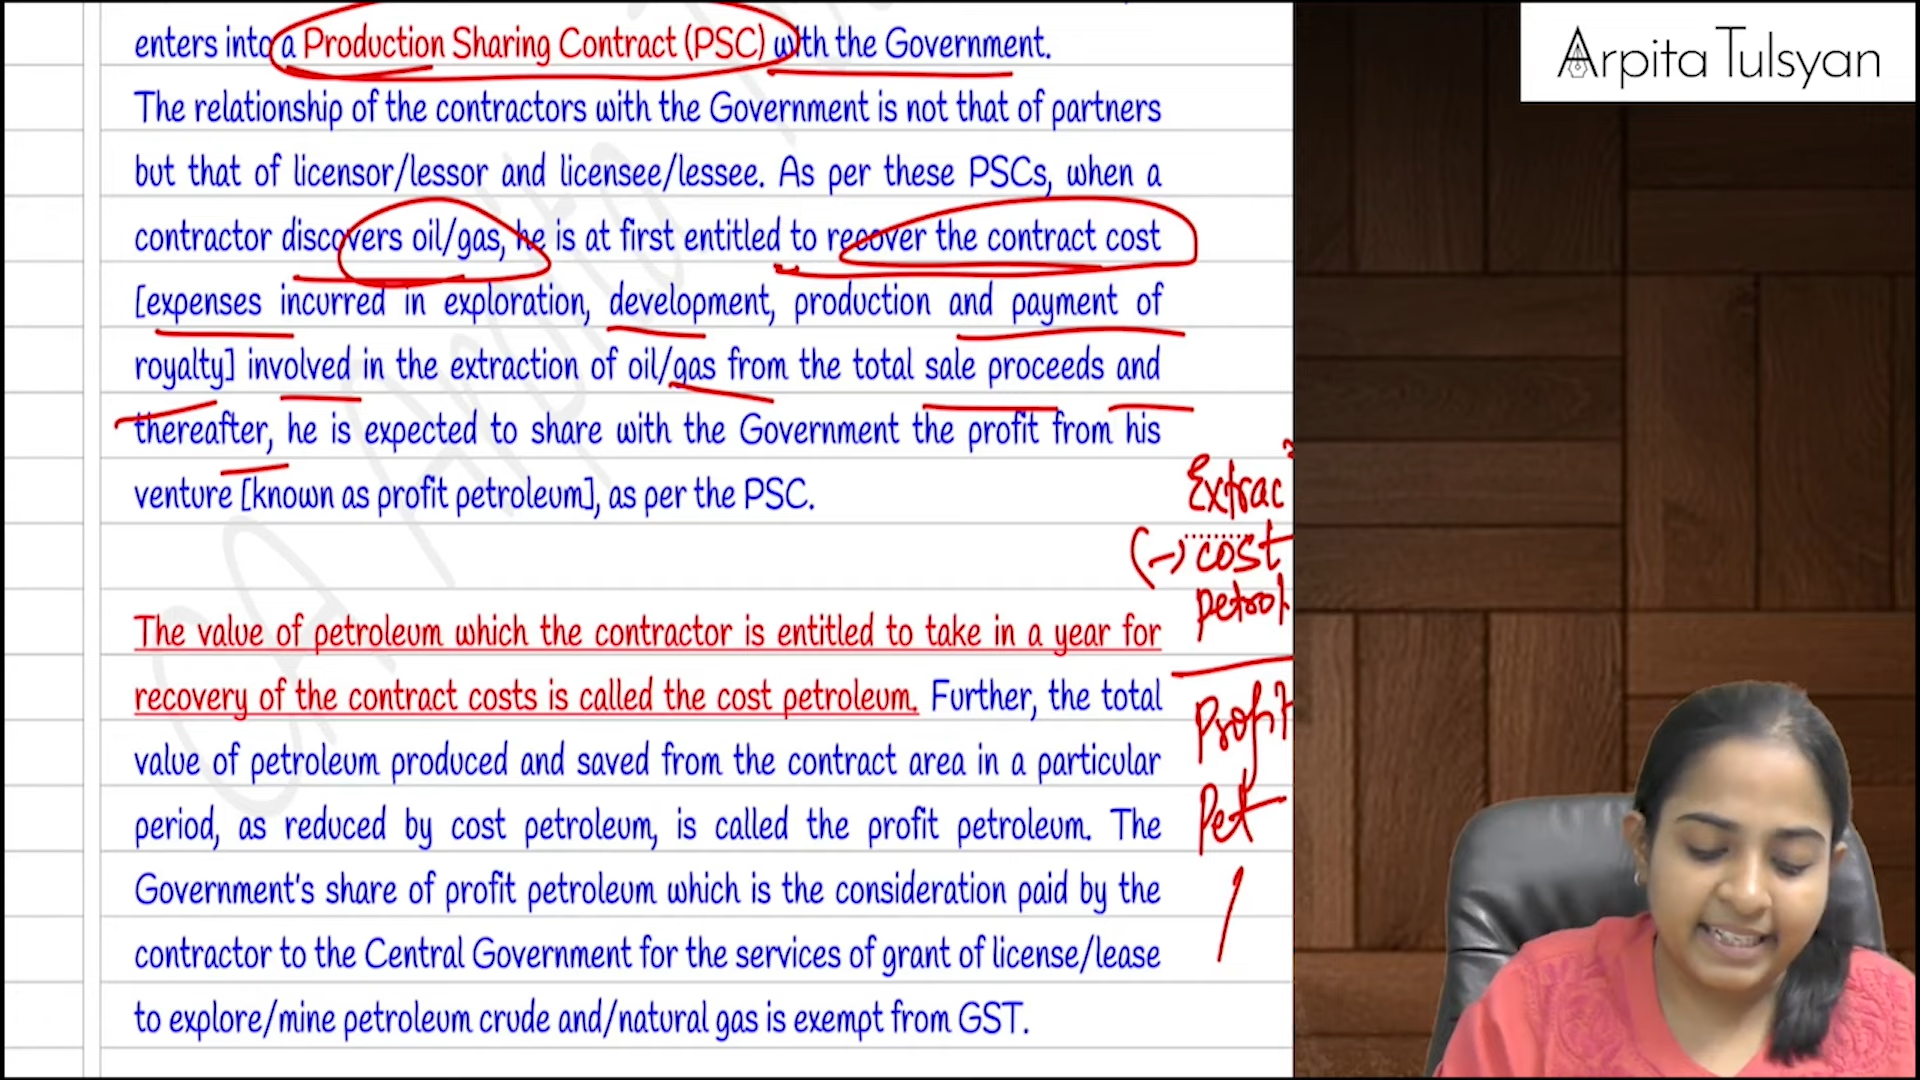 enters into a Production Sharing Contract (PSC) with the Government.
Arpita Tulsyan
The relationship of the contractors with the Government is not that of partners
but that of licensor/lessor and licensee/lessee. As per these PSCs, when a
contractor discovers oil/gas, he is at first entitled to recover the contract cost
[expenses incurred in exploration, development, production and payment of
royalty] involved in the extraction of oil/gas from the total sale proceeds and
thereafter, he is expected to share with the Government the profit from his
venture [known as profit petroleum], as per the PSC.
Extrac
(-) cost
petrol
The value of petroleum which the contractor is entitled to take in a year for
recovery of the contract costs is called the cost petroleum. Further, the total
value of petroleum produced and saved from the contract area in a particular
period, as reduced by cost petroleum, is called the profit petroleum. The
Government's share of profit petroleum which is the consideration paid by the
contractor to the Central Government for the services of grant of license/lease
to explore/mine petroleum crude and/natural gas is exempt from GST.
Profit
Pet